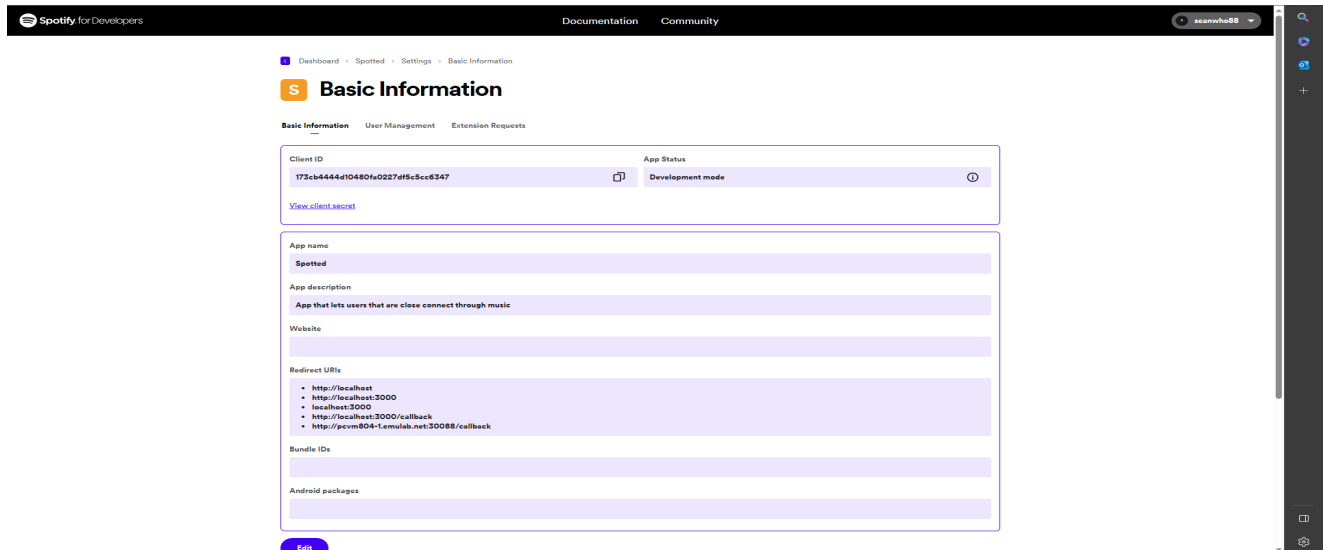 Spotify for Developers
Documentation
Community
seanwho88
Dashboard › Spotted › Settings › Basic Information
S
Basic Information
Basic Information
User Management
Extension Requests
Client ID
App Status
173cb4444d10480fa0227df5c5cc6347
Development mode
View client secret
App name
Spotted
App description
App that lets users that are close connect through music
Website
Redirect URIs
• http://localhost
• http://localhost:3000
• localhost:3000
• http://localhost:3000/callback
• http://pcvm804-1.emulab.net:30088/callback
Bundle IDs
Android packages
Edit